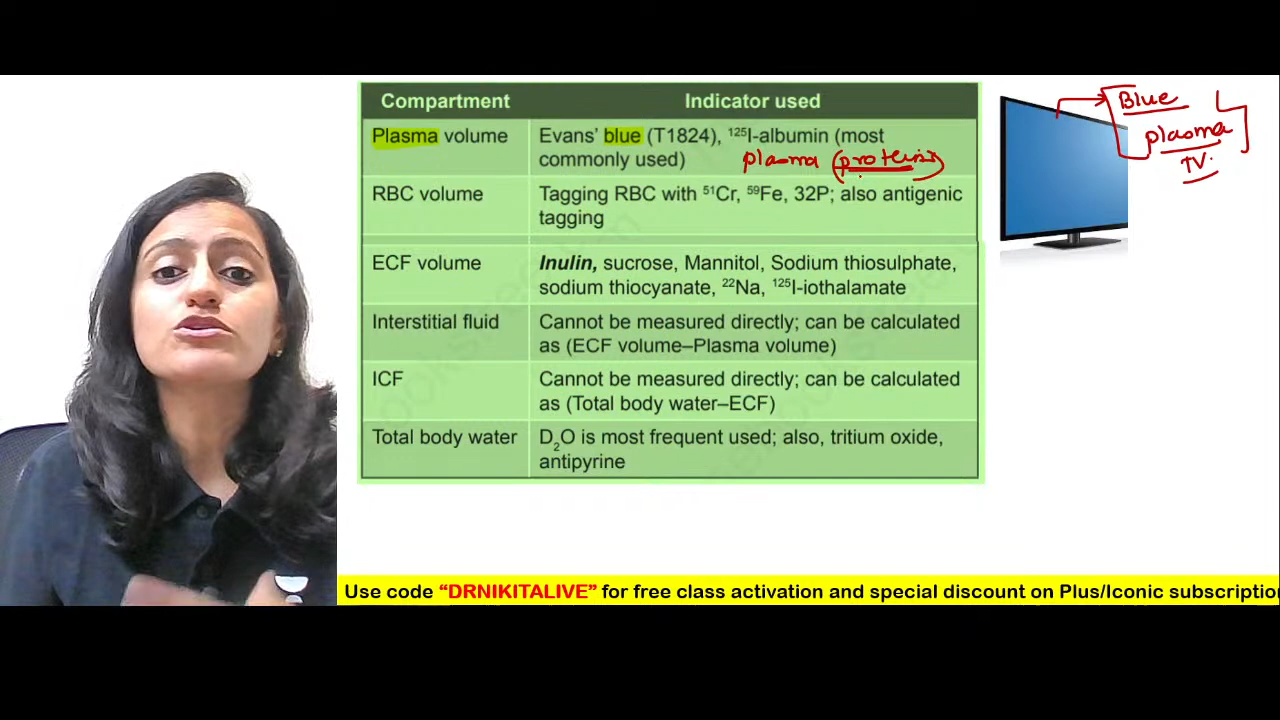 Compartment Indicator used
Plasma volume Evans' blue (T1824), ¹²⁵I-albumin (most
commonly used) plasma (proteins)
RBC volume Tagging RBC with ⁵¹Cr, ⁵⁹Fe, 32P; also antigenic
tagging
ECF volume Inulin, sucrose, Mannitol, Sodium thiosulphate,
sodium thiocyanate, ²²Na, ¹²⁵I-iothalamate
Interstitial fluid Cannot be measured directly; can be calculated
as (ECF volume–Plasma volume)
ICF Cannot be measured directly; can be calculated
as (Total body water–ECF)
Total body water D₂O is most frequent used; also, tritium oxide,
antipyrine
Blue
plasma
TV.
Use code “DRNIKITALIVE” for free class activation and special discount on Plus/Iconic subscription